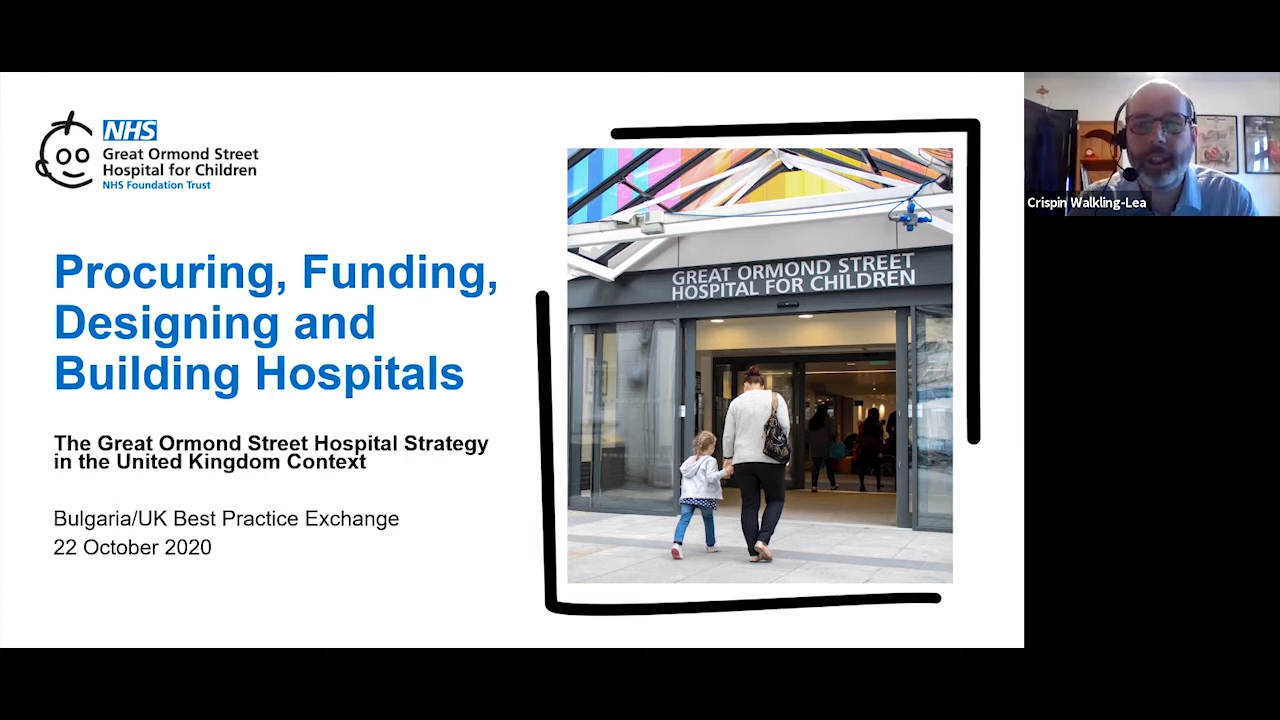 NHS
Great Ormond Street
Hospital for Children
NHS Foundation Trust
Procuring, Funding,
Designing and
Building Hospitals
The Great Ormond Street Hospital Strategy
in the United Kingdom Context
Bulgaria/UK Best Practice Exchange
22 October 2020
GREAT ORMOND STREET
HOSPITAL FOR CHILDREN
Crispin Walkling-Lea